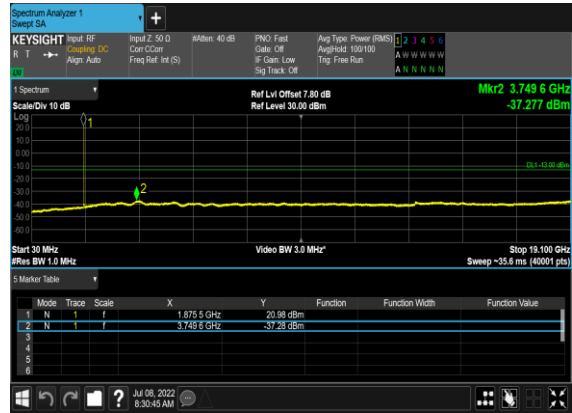 Spectrum Analyzer 1
Swept SA
+
KEYSIGHT Input: RF Input Z: 50 Ω #Atten: 40 dB PNO: Fast Avg Type: Power (RMS) 1 2 3 4 5 6
R T Coupling: DC Corr CCorr Gate: Off Avg|Hold: 100/100 A W W W W W
Align: Auto Freq Ref: Int (S) IF Gain: Low Trig: Free Run
LXI Sig Track: Off A N N N N N
1 Spectrum Ref Lvl Offset 7.80 dB Mkr2 3.749 6 GHz
Scale/Div 10 dB Ref Level 30.00 dBm -37.277 dBm
Log
20.0
10.0
0.00
-10.0
-20.0
-30.0
-40.0
-50.0
-60.0
1
2
DL1 -13.00 dBm
Start 30 MHz Video BW 3.0 MHz* Stop 19.100 GHz
#Res BW 1.0 MHz Sweep ~35.6 ms (40001 pts)
5 Marker Table
Mode Trace Scale X Y Function Function Width Function Value
1 N 1 f 1.875 5 GHz 20.98 dBm
2 N 1 f 3.749 6 GHz -37.28 dBm
3
4
5
6
? Jul 08, 2022
8:30:45 AM